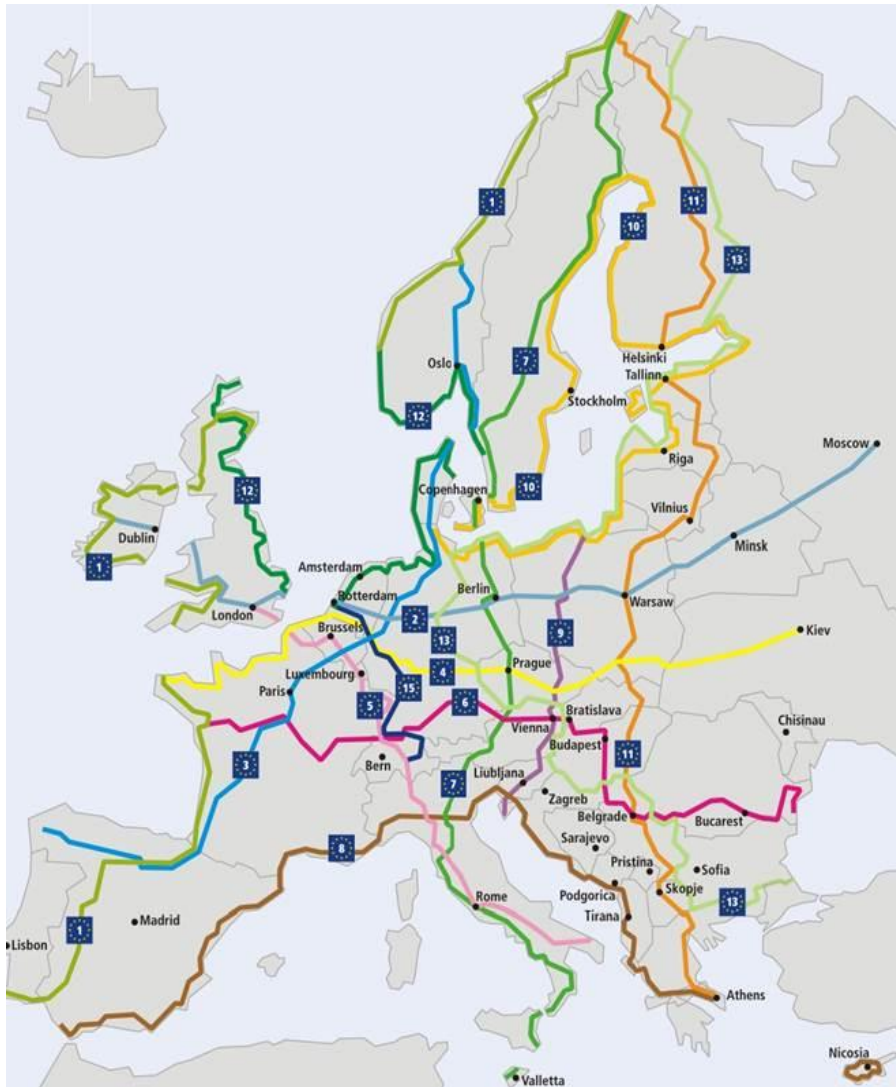 1
11
10
13
Oslo
Helsinki
7
Tallinn
12
Stockholm
Moscow
Riga
12
Copenhagen
10
Vilnius
Dublin
Minsk
1
Amsterdam
Berlin
Rotterdam
Warsaw
London
2
Brussels
13
9
Kiev
4
Prague
Luxembourg
15
Paris
5
6
Bratislava
Chisinau
Vienna
Budapest
3
Bern
11
Liubljana
7
Zagreb
Belgrade
Bucarest
Sarajevo
8
Pristina
Sofia
Podgorica
Skopje
Rome
13
Tirana
Madrid
1
Lisbon
Athens
Nicosia
Valletta